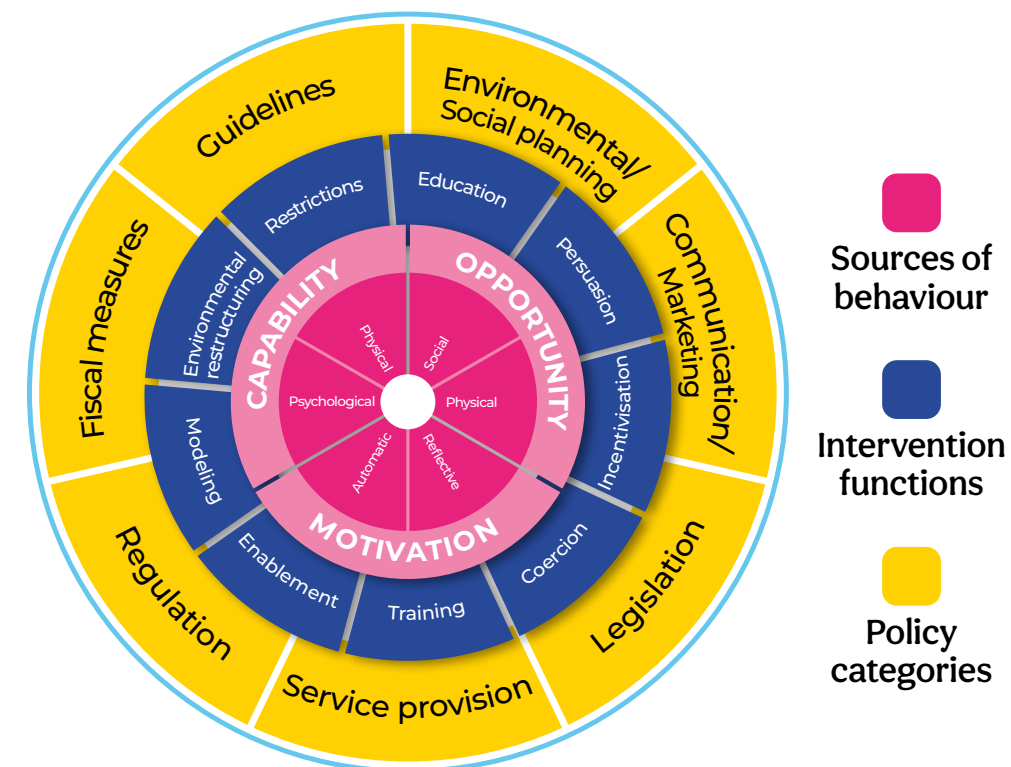 Guidelines
Environmental/
Social planning
Communication/
Marketing
Legislation
Service provision
Regulation
Fiscal measures
Restrictions
Education
Persuasion
Incentivisation
Coercion
Training
Enablement
Modeling
Environmental
restructuring
CAPABILITY
OPPORTUNITY
MOTIVATION
Physical
Social
Physical
Reflective
Automatic
Psychological
Sources of
behaviour
Intervention
functions
Policy
categories